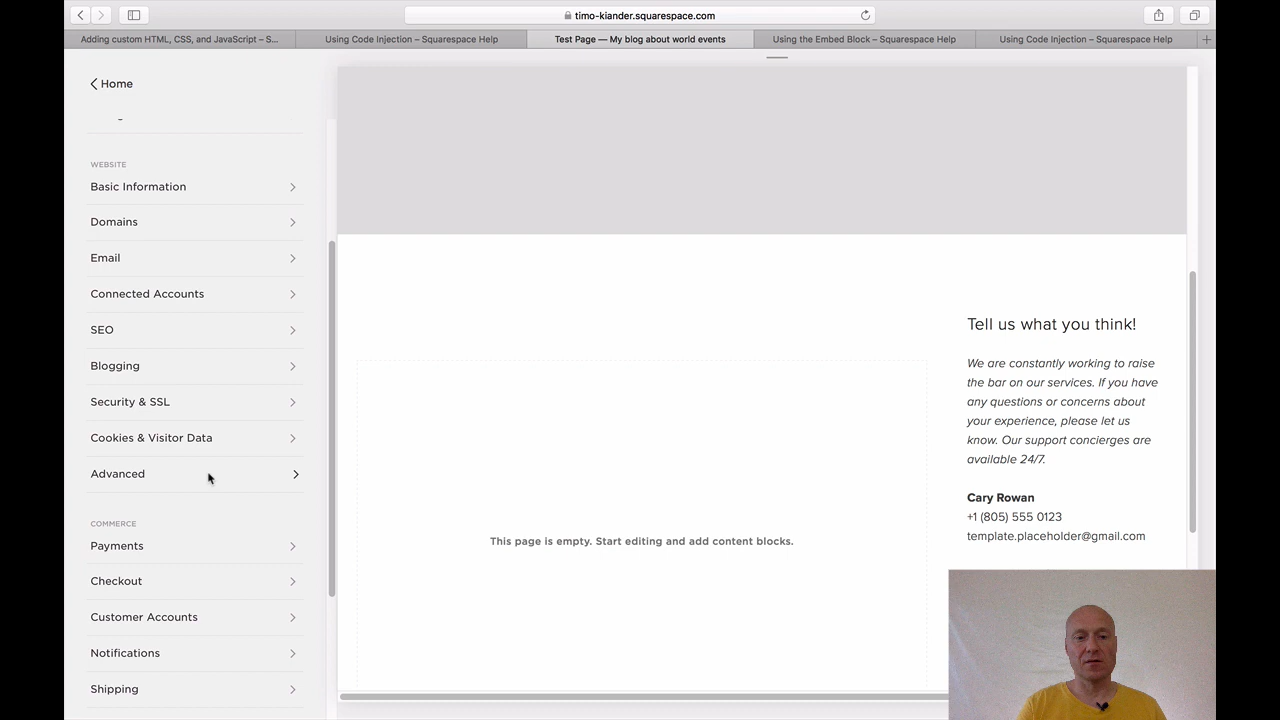 timo-kiander.squarespace.com
Adding custom HTML, CSS, and JavaScript – S...
Using Code Injection – Squarespace Help
Test Page — My blog about world events
Using the Embed Block – Squarespace Help
Using Code Injection – Squarespace Help
Home
WEBSITE
Basic Information
Domains
Email
Connected Accounts
SEO
Blogging
Security & SSL
Cookies & Visitor Data
Advanced
COMMERCE
Payments
Checkout
Customer Accounts
Notifications
Shipping
This page is empty. Start editing and add content blocks.
Tell us what you think!
We are constantly working to raise
the bar on our services. If you have
any questions or concerns about
your experience, please let us
know. Our support concierges are
available 24/7.
Cary Rowan
+1 (805) 555 0123
template.placeholder@gmail.com